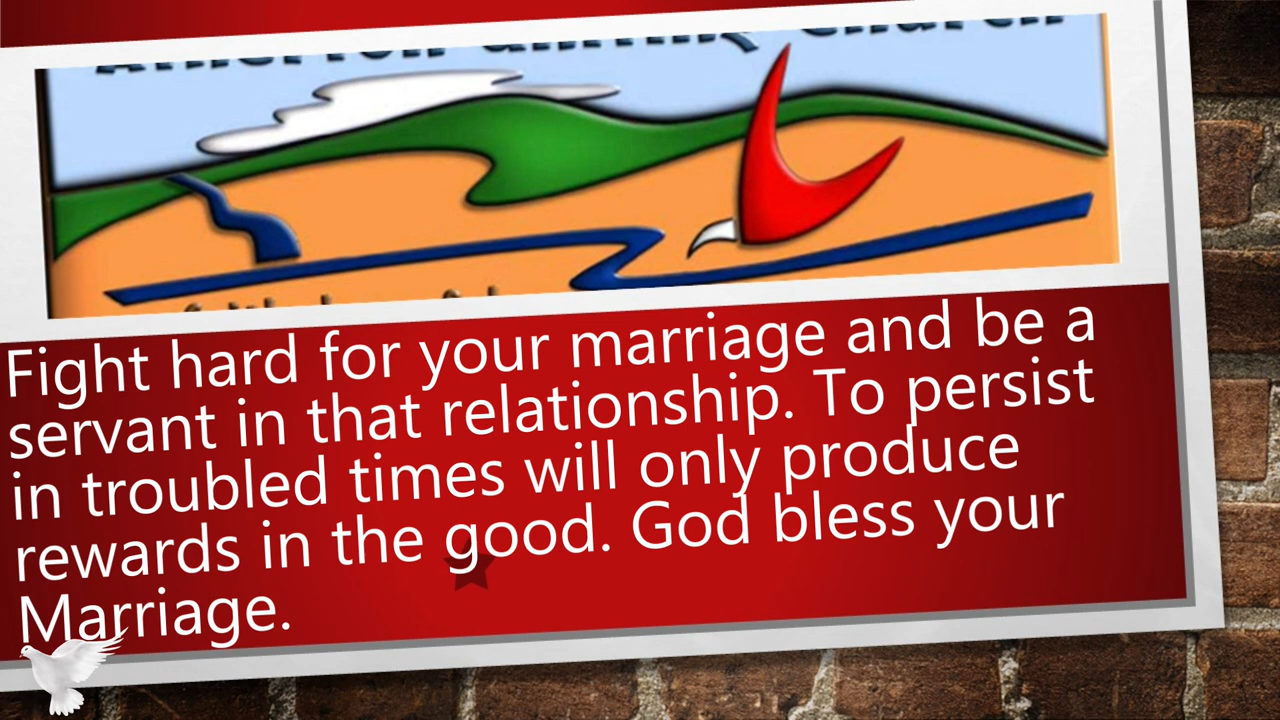 Church
Fight hard for your marriage and be a
servant in that relationship. To persist
in troubled times will only produce
rewards in the good. God bless your
Marriage.